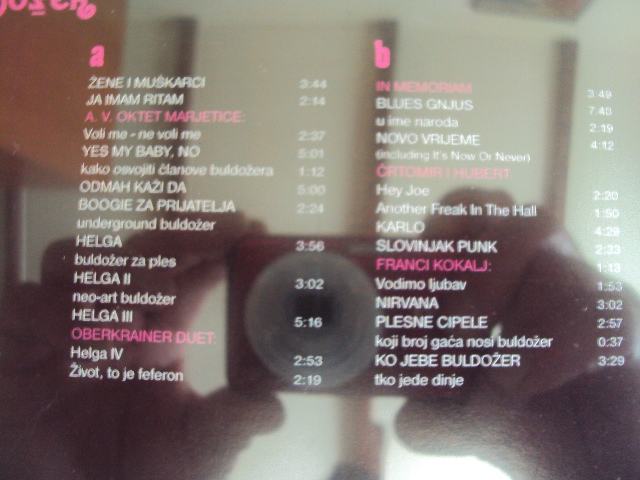 a
ŽENE I MUŠKARCI 3:44
JA IMAM RITAM 2:14
A. V. OKTET MARJETICE:
Voli me - ne voli me 2:37
YES MY BABY, NO 5:01
kako osvojiti članove buldožera 1:12
ODMAH KAŽI DA 5:00
BOOGIE ZA PRIJATELJA 2:24
underground buldožer
HELGA 3:56
buldožer za ples
HELGA II 3:02
neo-art buldožer
HELGA III 5:16
OBERKRAINER DUET:
Helga IV 2:53
Život, to je feferon 2:19
b
IN MEMORIAM 3:49
BLUES GNJUS 7:48
u ime naroda 2:19
NOVO VRIJEME 4:12
(including It's Now Or Never)
ČRTOMIR I HUBERT
Hey Joe 2:20
Another Freak In The Hall 1:50
KARLO 4:29
SLOVINJAK PUNK 2:23
FRANCI KOKALJ: 1:13
Vodimo ljubav 1:53
NIRVANA 3:02
PLESNE CIPELE 2:57
koji broj gaća nosi buldožer 0:37
KO JEBE BULDOŽER 3:29
tko jede dinje